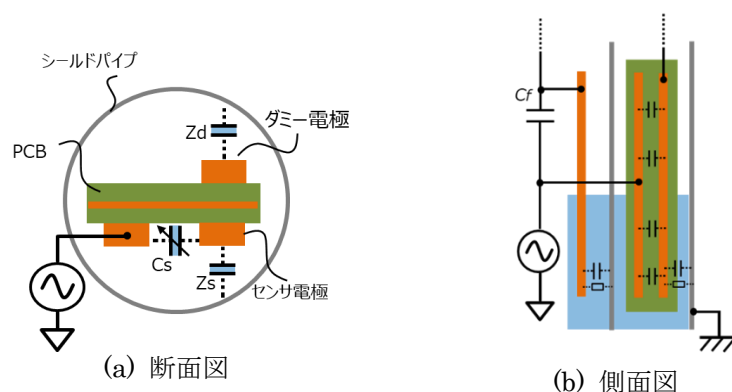 シールドパイプ
ダミー電極
Zd
PCB
Cs
Zs
センサ電極
(a) 断面図
Cf
(b) 側面図